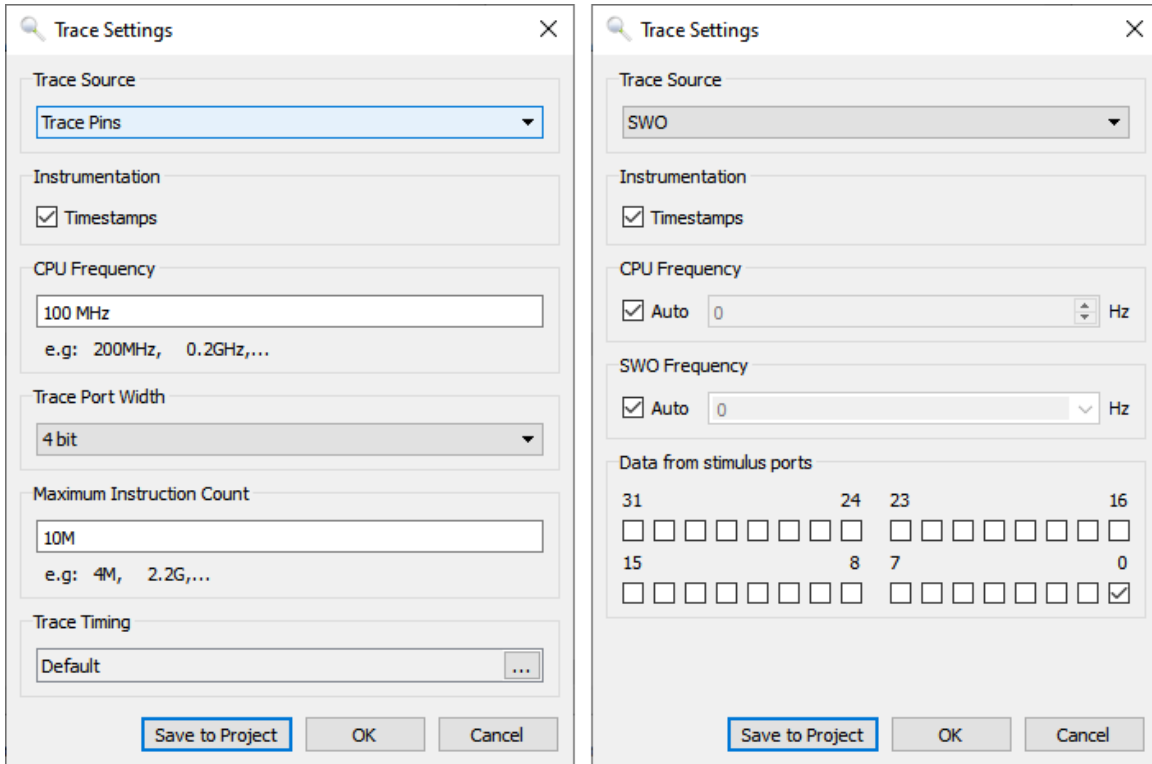 Trace Settings
Trace Source
Trace Pins
Instrumentation
Timestamps
CPU Frequency
100 MHz
e.g: 200MHz, 0.2GHz,...
Trace Port Width
4 bit
Maximum Instruction Count
10M
e.g: 4M, 2.2G,...
Trace Timing
Default
...
Save to Project OK Cancel
Trace Settings
Trace Source
SWO
Instrumentation
Timestamps
CPU Frequency
Auto 0 Hz
SWO Frequency
Auto 0 Hz
Data from stimulus ports
31 24 23 16
15 8 7 0
Save to Project OK Cancel